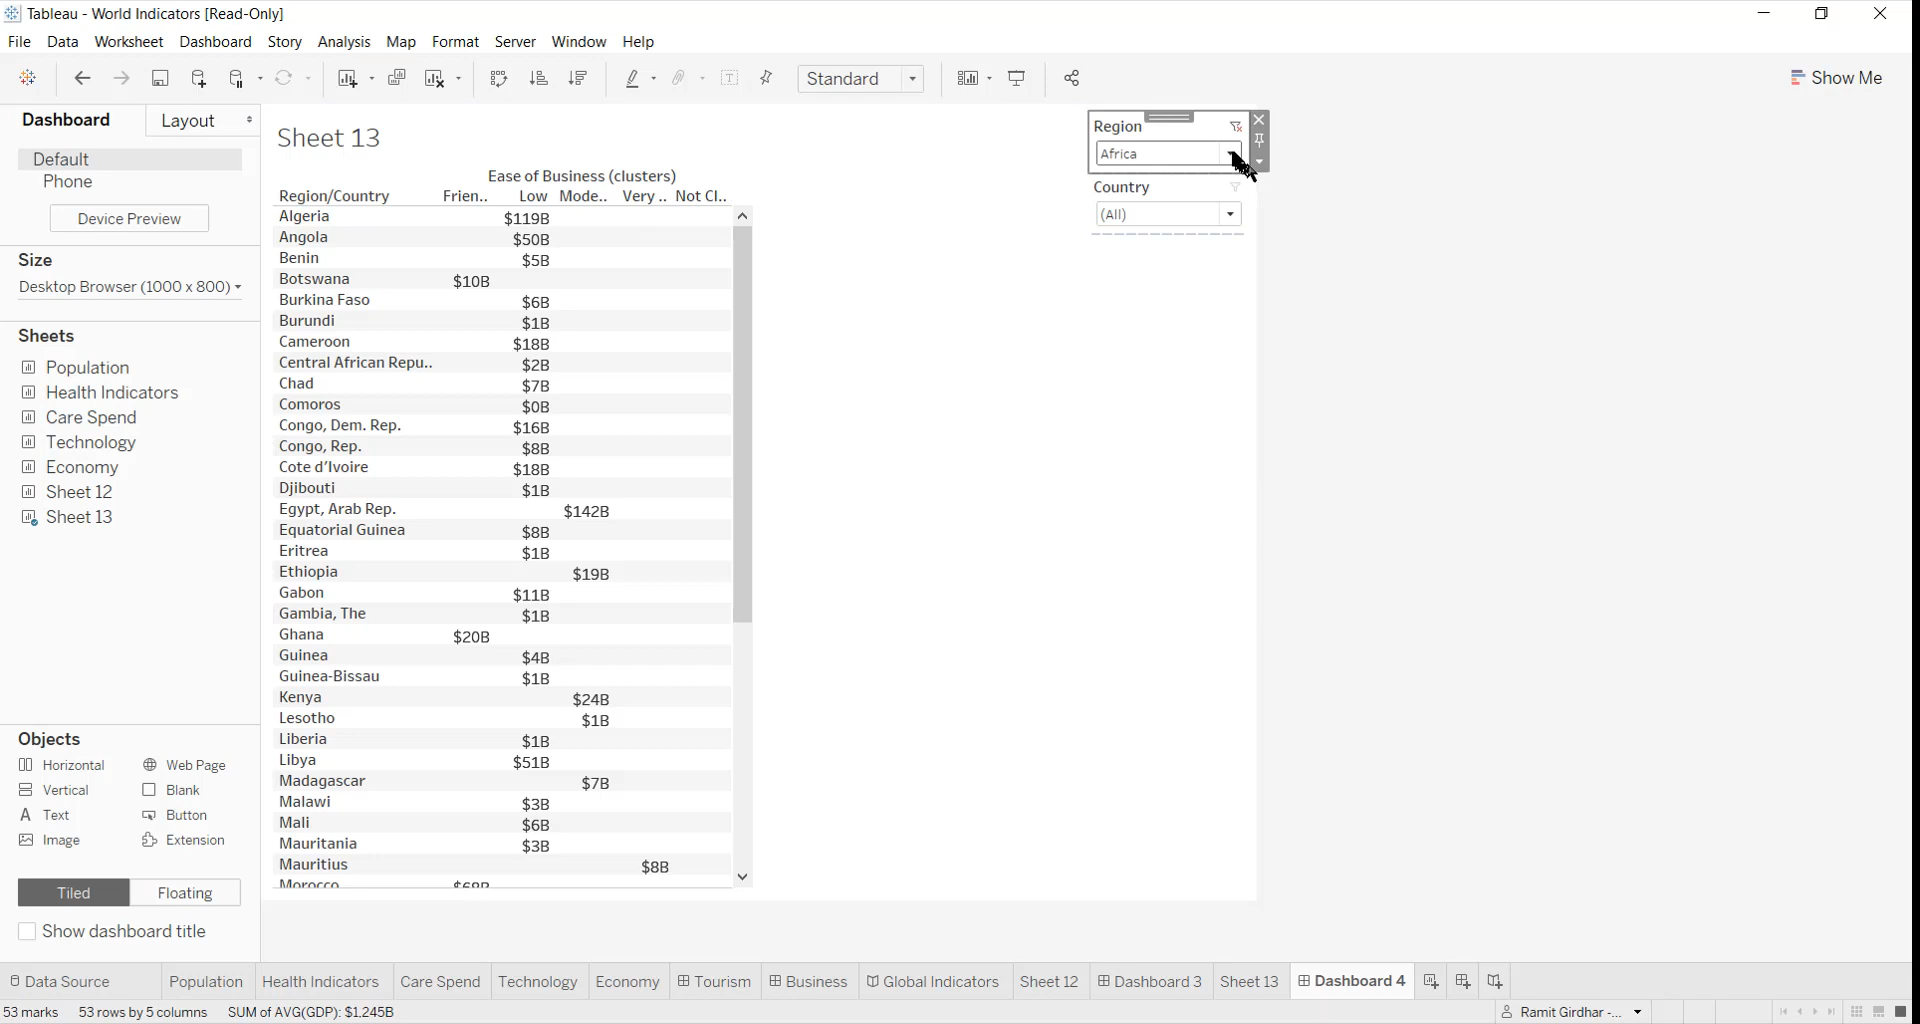 Tableau - World Indicators [Read-Only]
File Data Worksheet Dashboard Story Analysis Map Format Server Window Help
Standard
Show Me
Dashboard Layout
Default
Phone
Device Preview
Size
Desktop Browser (1000 x 800)
Sheets
Population
Health Indicators
Care Spend
Technology
Economy
Sheet 12
Sheet 13
Objects
Horizontal Web Page
Vertical Blank
Text Button
Image Extension
Tiled Floating
Show dashboard title
Sheet 13
Ease of Business (clusters)
Region/Country Frien.. Low Mode.. Very .. Not Cl..
Algeria $119B
Angola $50B
Benin $5B
Botswana $10B
Burkina Faso $6B
Burundi $1B
Cameroon $18B
Central African Repu.. $2B
Chad $7B
Comoros $0B
Congo, Dem. Rep. $16B
Congo, Rep. $8B
Cote d'Ivoire $18B
Djibouti $1B
Egypt, Arab Rep. $142B
Equatorial Guinea $8B
Eritrea $1B
Ethiopia $19B
Gabon $11B
Gambia, The $1B
Ghana $20B
Guinea $4B
Guinea-Bissau $1B
Kenya $24B
Lesotho $1B
Liberia $1B
Libya $51B
Madagascar $7B
Malawi $3B
Mali $6B
Mauritania $3B
Mauritius $8B
Morocco
Region
Africa
Country
(All)
Data Source Population Health Indicators Care Spend Technology Economy Tourism Business Global Indicators Sheet 12 Dashboard 3 Sheet 13 Dashboard 4
53 marks 53 rows by 5 columns SUM of AVG(GDP): $1,245B Ramit Girdhar -...